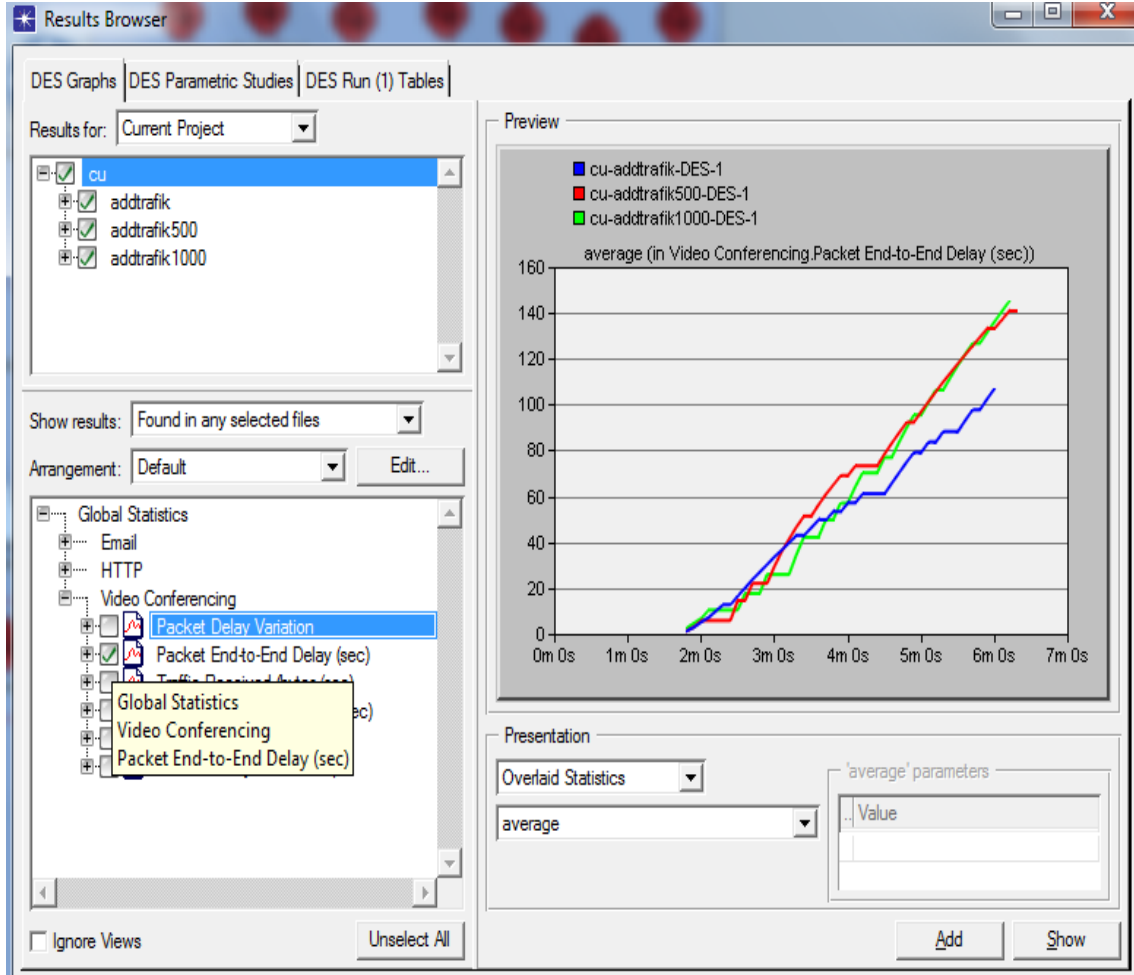 Results Browser
DES Graphs DES Parametric Studies DES Run (1) Tables
Results for: Current Project
cu
addtrafik
addtrafik500
addtrafik1000
Show results: Found in any selected files
Arrangement: Default Edit...
Global Statistics
Email
HTTP
Video Conferencing
Packet Delay Variation
Packet End-to-End Delay (sec)
Global Statistics
Video Conferencing
Packet End-to-End Delay (sec)
Ignore Views Unselect All
Preview
cu-addtrafik-DES-1
cu-addtrafik500-DES-1
cu-addtrafik1000-DES-1
average (in Video Conferencing.Packet End-to-End Delay (sec))
160
140
120
100
80
60
40
20
0
0m 0s 1m 0s 2m 0s 3m 0s 4m 0s 5m 0s 6m 0s 7m 0s
Presentation
Overlaid Statistics
average
'average' parameters
.. Value
Add Show